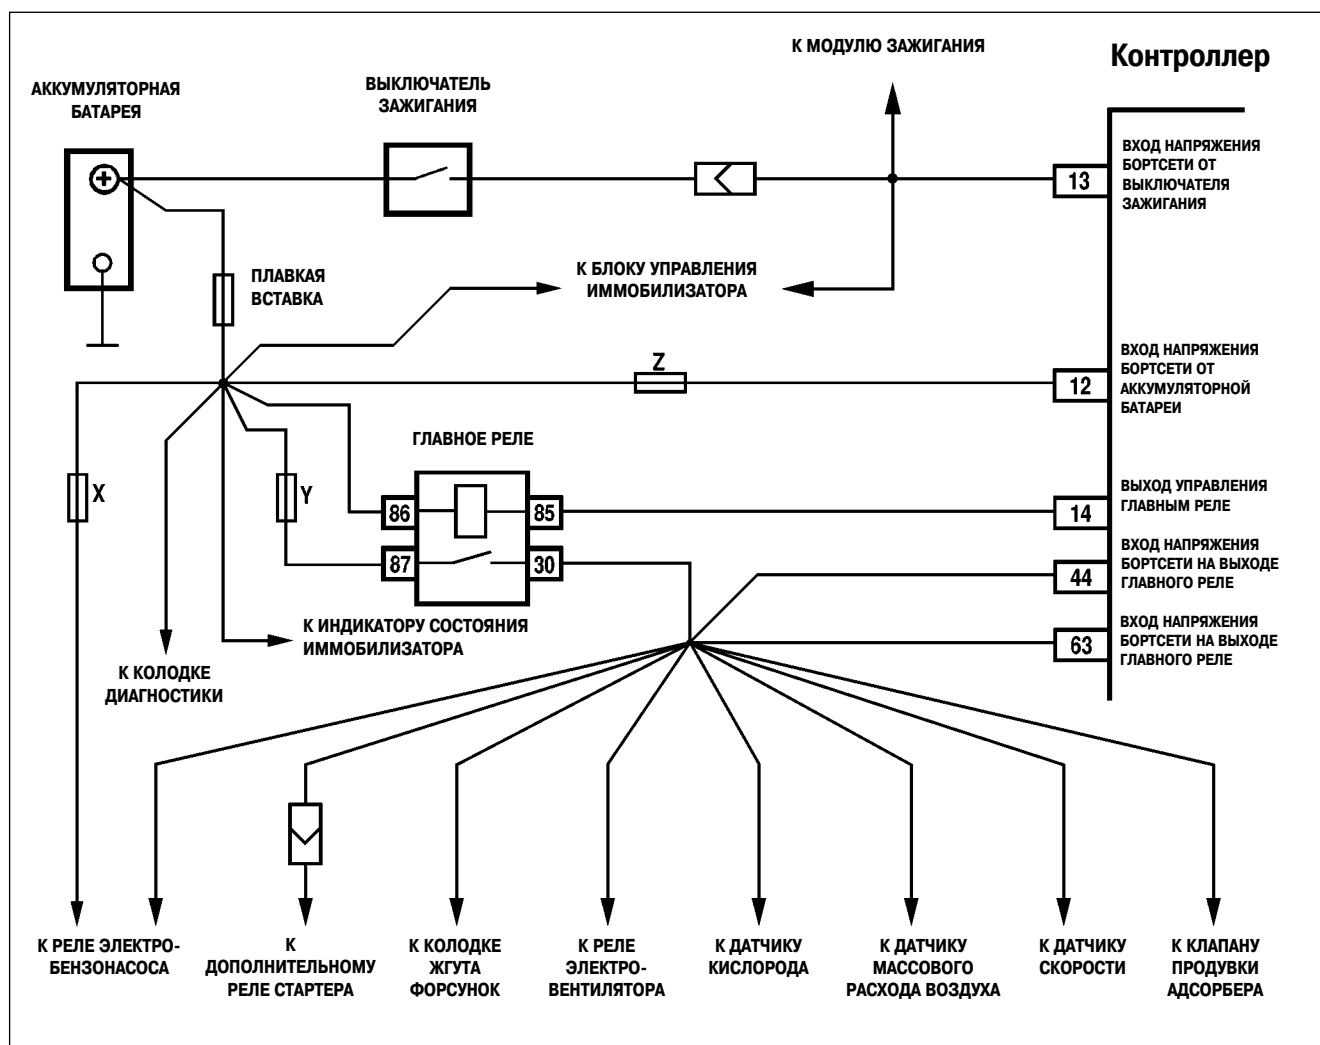 К МОДУЛЮ ЗАЖИГАНИЯ
Контроллер
АККУМУЛЯТОРНАЯ
БАТАРЕЯ
ВЫКЛЮЧАТЕЛЬ
ЗАЖИГАНИЯ
13
ВХОД НАПРЯЖЕНИЯ
БОРТСЕТИ ОТ
ВЫКЛЮЧАТЕЛЯ
ЗАЖИГАНИЯ
ПЛАВКАЯ
ВСТАВКА
К БЛОКУ УПРАВЛЕНИЯ
ИММОБИЛИЗАТОРА
Z
12
ВХОД НАПРЯЖЕНИЯ
БОРТСЕТИ ОТ
АККУМУЛЯТОРНОЙ
БАТАРЕИ
ГЛАВНОЕ РЕЛЕ
X
Y
86
85
87
30
14
ВЫХОД УПРАВЛЕНИЯ
ГЛАВНЫМ РЕЛЕ
44
ВХОД НАПРЯЖЕНИЯ
БОРТСЕТИ НА ВЫХОДЕ
ГЛАВНОГО РЕЛЕ
63
ВХОД НАПРЯЖЕНИЯ
БОРТСЕТИ НА ВЫХОДЕ
ГЛАВНОГО РЕЛЕ
К ИНДИКАТОРУ СОСТОЯНИЯ
ИММОБИЛИЗАТОРА
К КОЛОДКЕ
ДИАГНОСТИКИ
К РЕЛЕ ЭЛЕКТРО-
БЕНЗОНАСОСА
К
ДОПОЛНИТЕЛЬНОМУ
РЕЛЕ СТАРТЕРА
К КОЛОДКЕ
ЖГУТА
ФОРСУНОК
К РЕЛЕ
ЭЛЕКТРО-
ВЕНТИЛЯТОРА
К ДАТЧИКУ
КИСЛОРОДА
К ДАТЧИКУ
МАССОВОГО
РАСХОДА ВОЗДУХА
К ДАТЧИКУ
СКОРОСТИ
К КЛАПАНУ
ПРОДУВКИ
АДСОРБЕРА